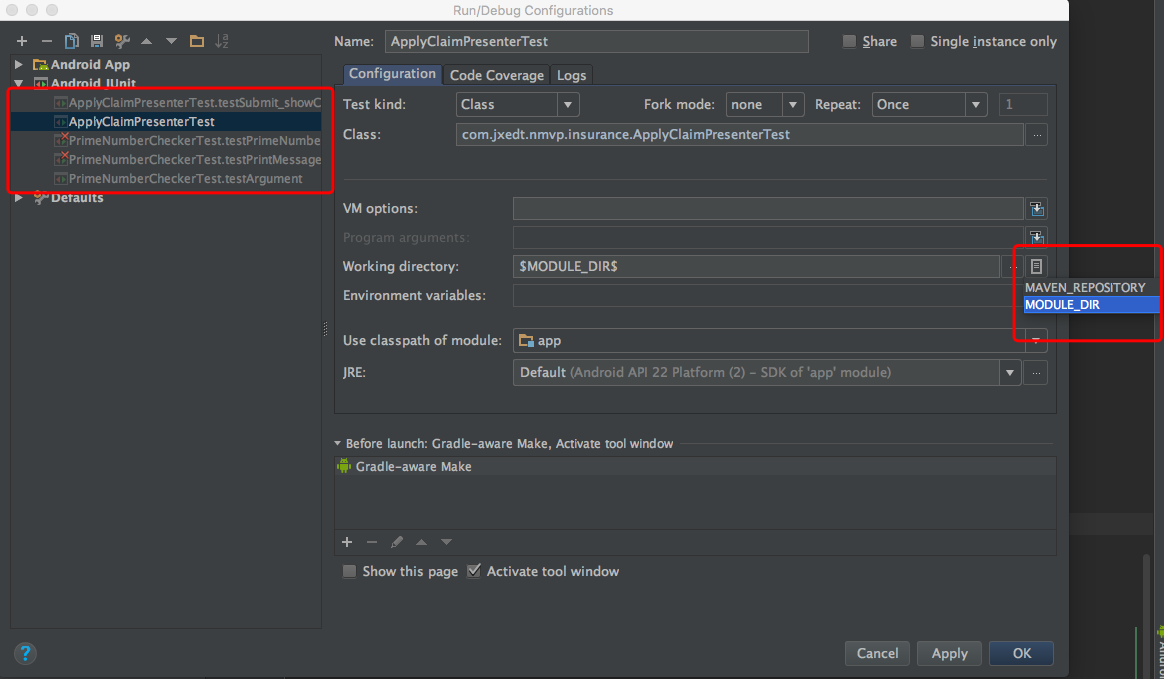 Run/Debug Configurations
Name: ApplyClaimPresenterTest Share Single instance only
Android App
Android JUnit
ApplyClaimPresenterTest.testSubmit_showC
ApplyClaimPresenterTest
PrimeNumberCheckerTest.testPrimeNumbe
PrimeNumberCheckerTest.testPrintMessage
PrimeNumberCheckerTest.testArgument
Defaults
Configuration Code Coverage Logs
Test kind: Class Fork mode: none Repeat: Once 1
Class: com.jxedt.nmvp.insurance.ApplyClaimPresenterTest ...
VM options:
Program arguments:
Working directory: $MODULE_DIR$
MAVEN_REPOSITORY
MODULE_DIR
Environment variables:
Use classpath of module: app
JRE: Default (Android API 22 Platform (2) – SDK of 'app' module) ...
Before launch: Gradle-aware Make, Activate tool window
Gradle-aware Make
Show this page Activate tool window
? Cancel Apply OK